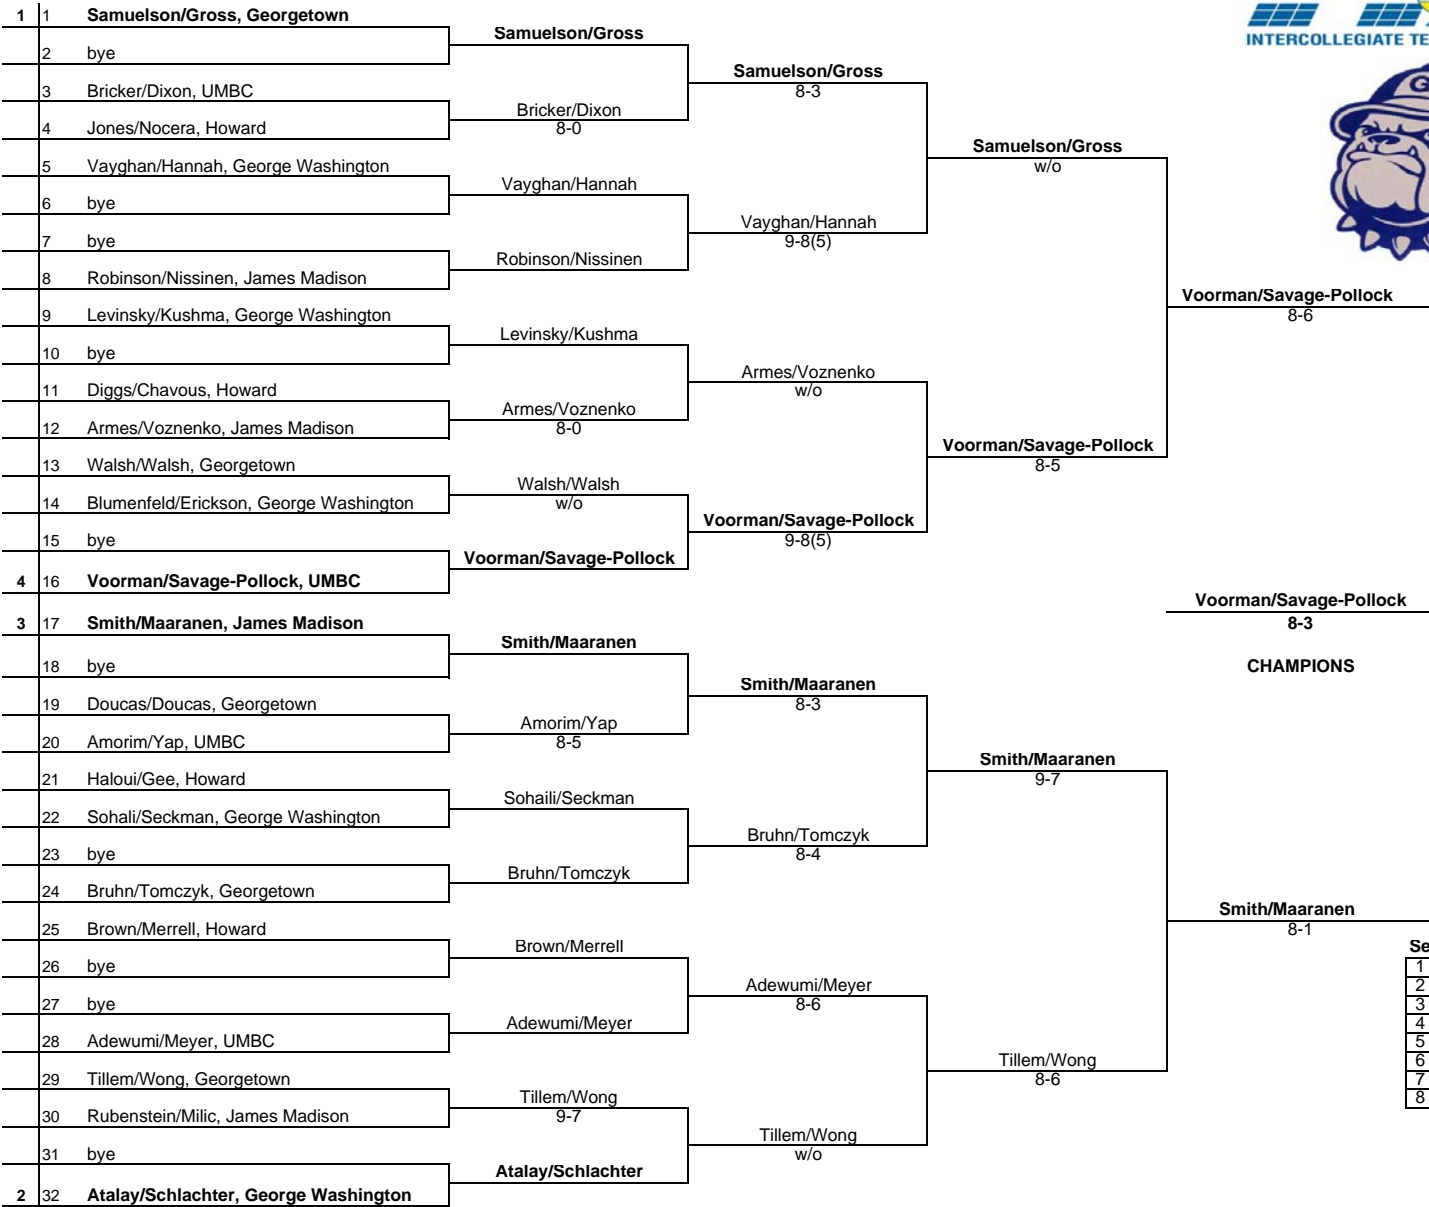 INTERCOLLEGIATE TE
G
1 1 Samuelson/Gross, Georgetown
Samuelson/Gross
2 bye
Samuelson/Gross
8-3
3 Bricker/Dixon, UMBC
Bricker/Dixon
8-0
4 Jones/Nocera, Howard
Samuelson/Gross
w/o
5 Vayghan/Hannah, George Washington
Vayghan/Hannah
6 bye
Vayghan/Hannah
9-8(5)
7 bye
Robinson/Nissinen
8 Robinson/Nissinen, James Madison
Voorman/Savage-Pollock
8-6
9 Levinsky/Kushma, George Washington
Levinsky/Kushma
10 bye
Armes/Voznenko
w/o
11 Diggs/Chavous, Howard
Armes/Voznenko
8-0
12 Armes/Voznenko, James Madison
Voorman/Savage-Pollock
8-5
13 Walsh/Walsh, Georgetown
Walsh/Walsh
w/o
14 Blumenfeld/Erickson, George Washington
Voorman/Savage-Pollock
9-8(5)
15 bye
Voorman/Savage-Pollock
4 16 Voorman/Savage-Pollock, UMBC
Voorman/Savage-Pollock
8-3
CHAMPIONS
3 17 Smith/Maaranen, James Madison
Smith/Maaranen
18 bye
Smith/Maaranen
8-3
19 Doucas/Doucas, Georgetown
Amorim/Yap
8-5
20 Amorim/Yap, UMBC
Smith/Maaranen
9-7
21 Haloui/Gee, Howard
Sohaili/Seckman
22 Sohali/Seckman, George Washington
Bruhn/Tomczyk
8-4
23 bye
Bruhn/Tomczyk
24 Bruhn/Tomczyk, Georgetown
Smith/Maaranen
8-1
25 Brown/Merrell, Howard
Brown/Merrell
26 bye
Adewumi/Meyer
8-6
27 bye
Adewumi/Meyer
28 Adewumi/Meyer, UMBC
Tillem/Wong
8-6
29 Tillem/Wong, Georgetown
Tillem/Wong
9-7
30 Rubenstein/Milic, James Madison
Tillem/Wong
w/o
31 bye
Atalay/Schlachter
2 32 Atalay/Schlachter, George Washington
Se
1
2
3
4
5
6
7
8